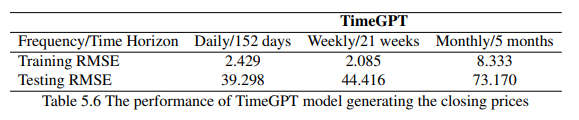 TimeGPT
Frequency/Time Horizon Daily/152 days Weekly/21 weeks Monthly/5 months
Training RMSE 2.429 2.085 8.333
Testing RMSE 39.298 44.416 73.170
Table 5.6 The performance of TimeGPT model generating the closing prices